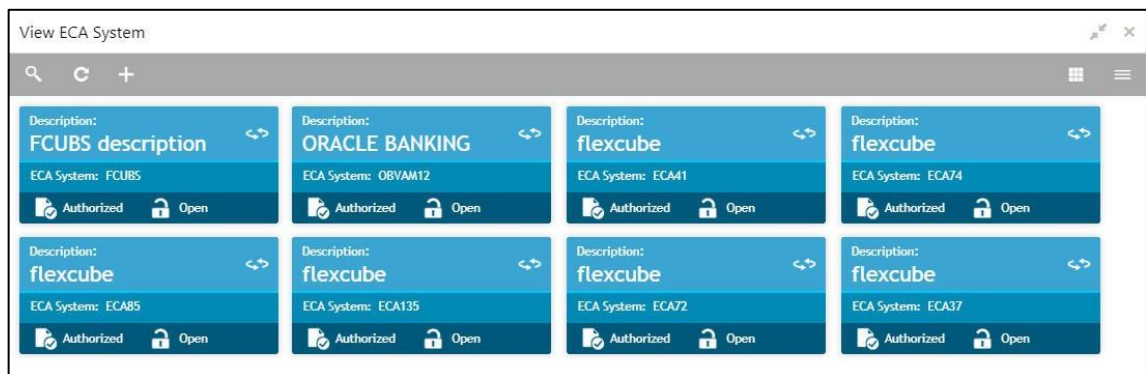 View ECA System
Description:
FCUBS description
ECA System: FCUBS
Authorized Open
Description:
ORACLE BANKING
ECA System: OBVAM12
Authorized Open
Description:
flexcube
ECA System: ECA41
Authorized Open
Description:
flexcube
ECA System: ECA74
Authorized Open
Description:
flexcube
ECA System: ECA85
Authorized Open
Description:
flexcube
ECA System: ECA135
Authorized Open
Description:
flexcube
ECA System: ECA72
Authorized Open
Description:
flexcube
ECA System: ECA37
Authorized Open